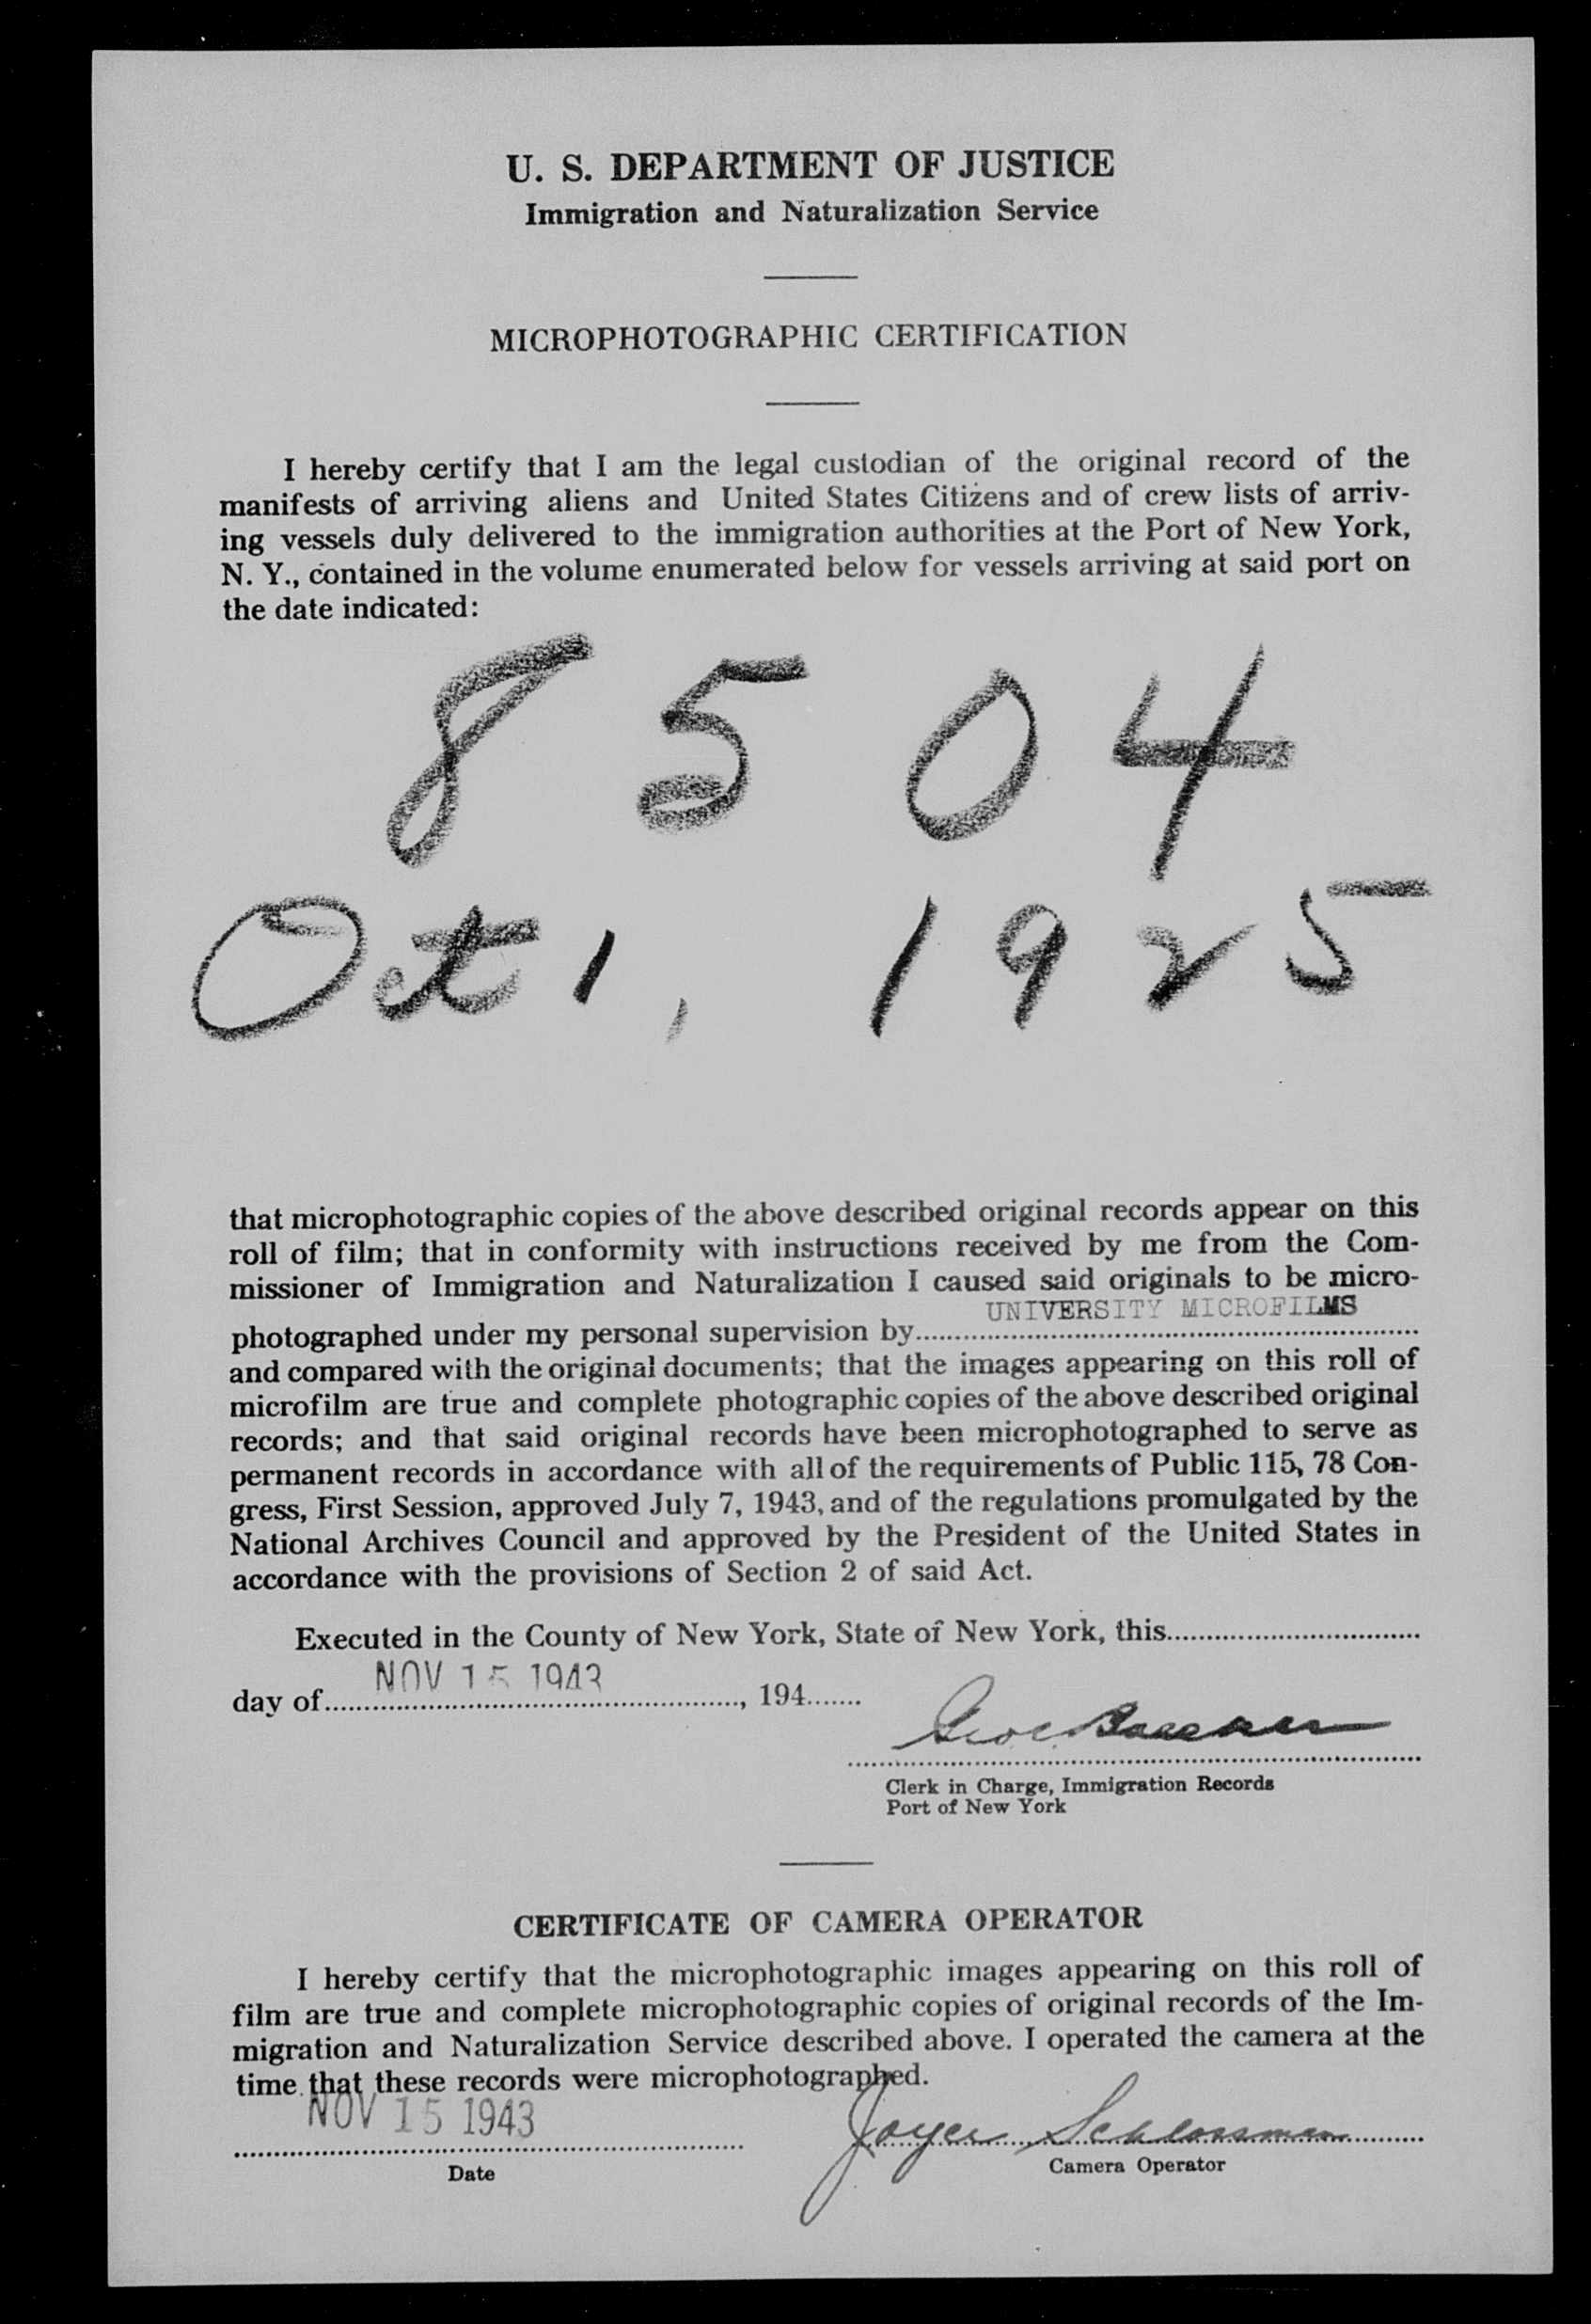 U. S. DEPARTMENT OF JUSTICE
Immigration and Naturalization Service
MICROPHOTOGRAPHIC CERTIFICATION
I hereby certify that I am the legal custodian of the original record of the
manifests of arriving aliens and United States Citizens and of crew lists of arriv-
ing vessels duly delivered to the immigration authorities at the Port of New York,
N. Y., contained in the volume enumerated below for vessels arriving at said port on
the date indicated:
8504
Oct 1, 1925
that microphotographic copies of the above described original records appear on this
roll of film; that in conformity with instructions received by me from the Com-
missioner of Immigration and Naturalization I caused said originals to be micro-
UNIVERSITY MICROFILMS
photographed under my personal supervision by
and compared with the original documents; that the images appearing on this roll of
microfilm are true and complete photographic copies of the above described original
records; and that said original records have been microphotographed to serve as
permanent records in accordance with all of the requirements of Public 115, 78 Con-
gress, First Session, approved July 7, 1943, and of the regulations promulgated by the
National Archives Council and approved by the President of the United States in
accordance with the provisions of Section 2 of said Act.
Executed in the County of New York, State of New York, this
NOV 15 1943
day of, 194
Clerk in Charge, Immigration Records
Port of New York
CERTIFICATE OF CAMERA OPERATOR
I hereby certify that the microphotographic images appearing on this roll of
film are true and complete microphotographic copies of original records of the Im-
migration and Naturalization Service described above. I operated the camera at the
time that these records were microphotographed.
NOV 15 1943
Schlossman
Date
Camera Operator